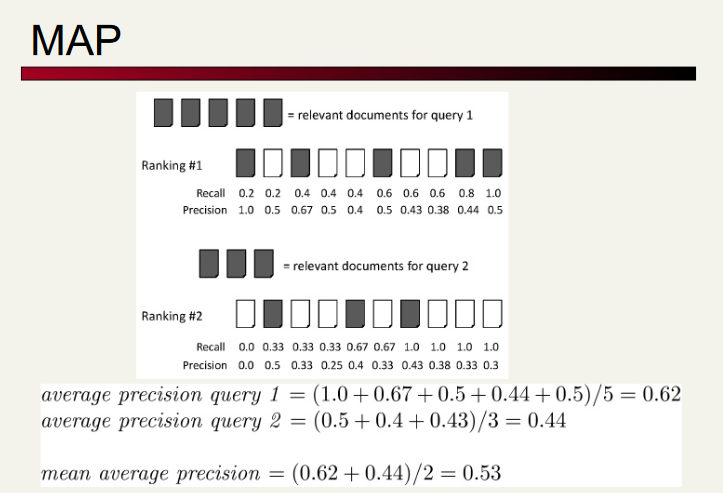 MAP
= relevant documents for query 1
Ranking #1
Recall 0.2 0.2 0.4 0.4 0.4 0.6 0.6 0.6 0.8 1.0
Precision 1.0 0.5 0.67 0.5 0.4 0.5 0.43 0.38 0.44 0.5
= relevant documents for query 2
Ranking #2
Recall 0.0 0.33 0.33 0.33 0.67 0.67 1.0 1.0 1.0 1.0
Precision 0.0 0.5 0.33 0.25 0.4 0.33 0.43 0.38 0.33 0.3
average precision query 1 = (1.0 + 0.67 + 0.5 + 0.44 + 0.5)/5 = 0.62
average precision query 2 = (0.5 + 0.4 + 0.43)/3 = 0.44
mean average precision = (0.62 + 0.44)/2 = 0.53